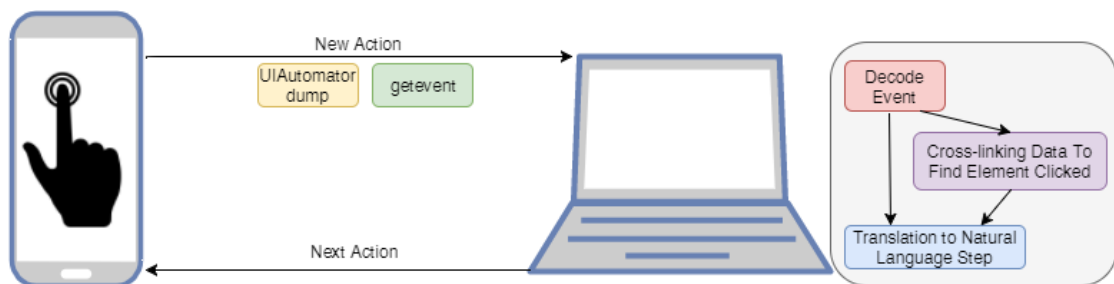 New Action
UIAutomator
dump
getevent
Next Action
Decode
Event
Cross-linking Data To
Find Element Clicked
Translation to Natural
Language Step